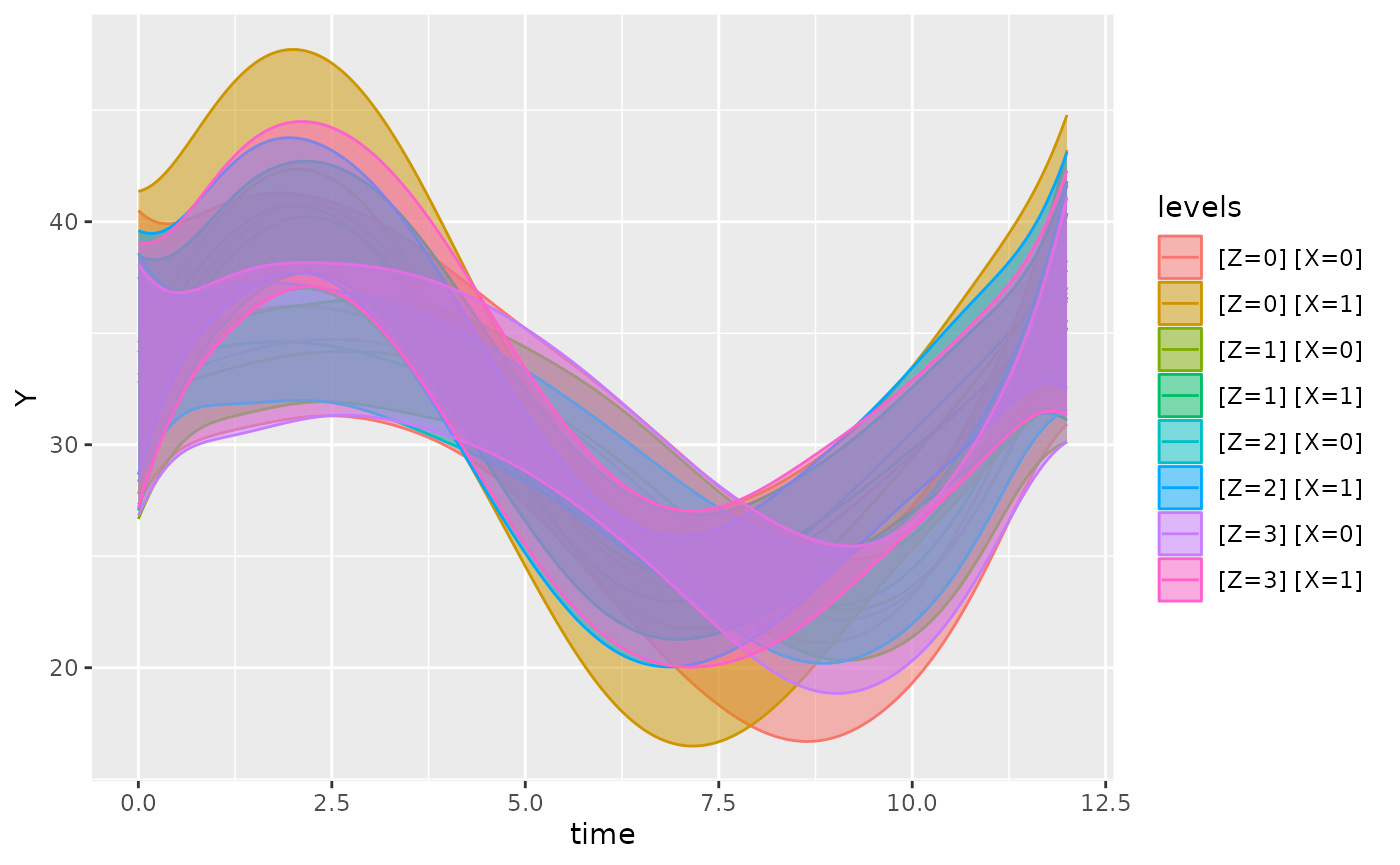 Y
40
30
20
0.0 2.5 5.0 7.5 10.0 12.5
time
levels
[Z=0] [X=0]
[Z=0] [X=1]
[Z=1] [X=0]
[Z=1] [X=1]
[Z=2] [X=0]
[Z=2] [X=1]
[Z=3] [X=0]
[Z=3] [X=1]